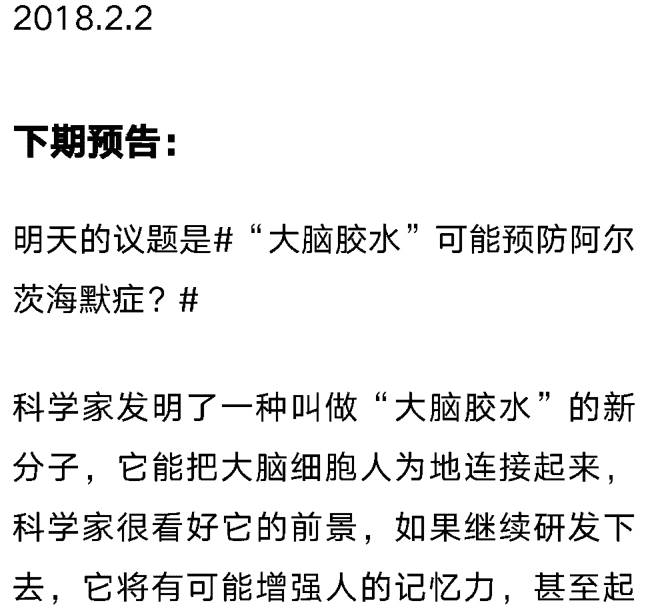 2018.2.2
下期预告：
明天的议题是#“大脑胶水”可能预防阿尔
茨海默症？#
科学家发明了一种叫做“大脑胶水”的新
分子，它能把大脑细胞人为地连接起来，
科学家很看好它的前景，如果继续研发下
去，它将有可能增强人的记忆力，甚至起